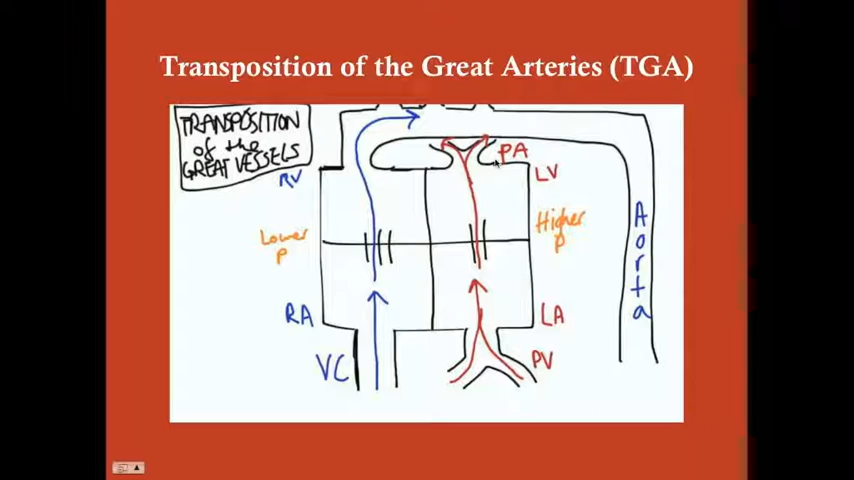 Transposition of the Great Arteries (TGA)
TRANSPOSITION
of the
GREAT VESSELS
PA
RV
LV
Lower
P
Higher
P
Aorta
RA
LA
VC
PV